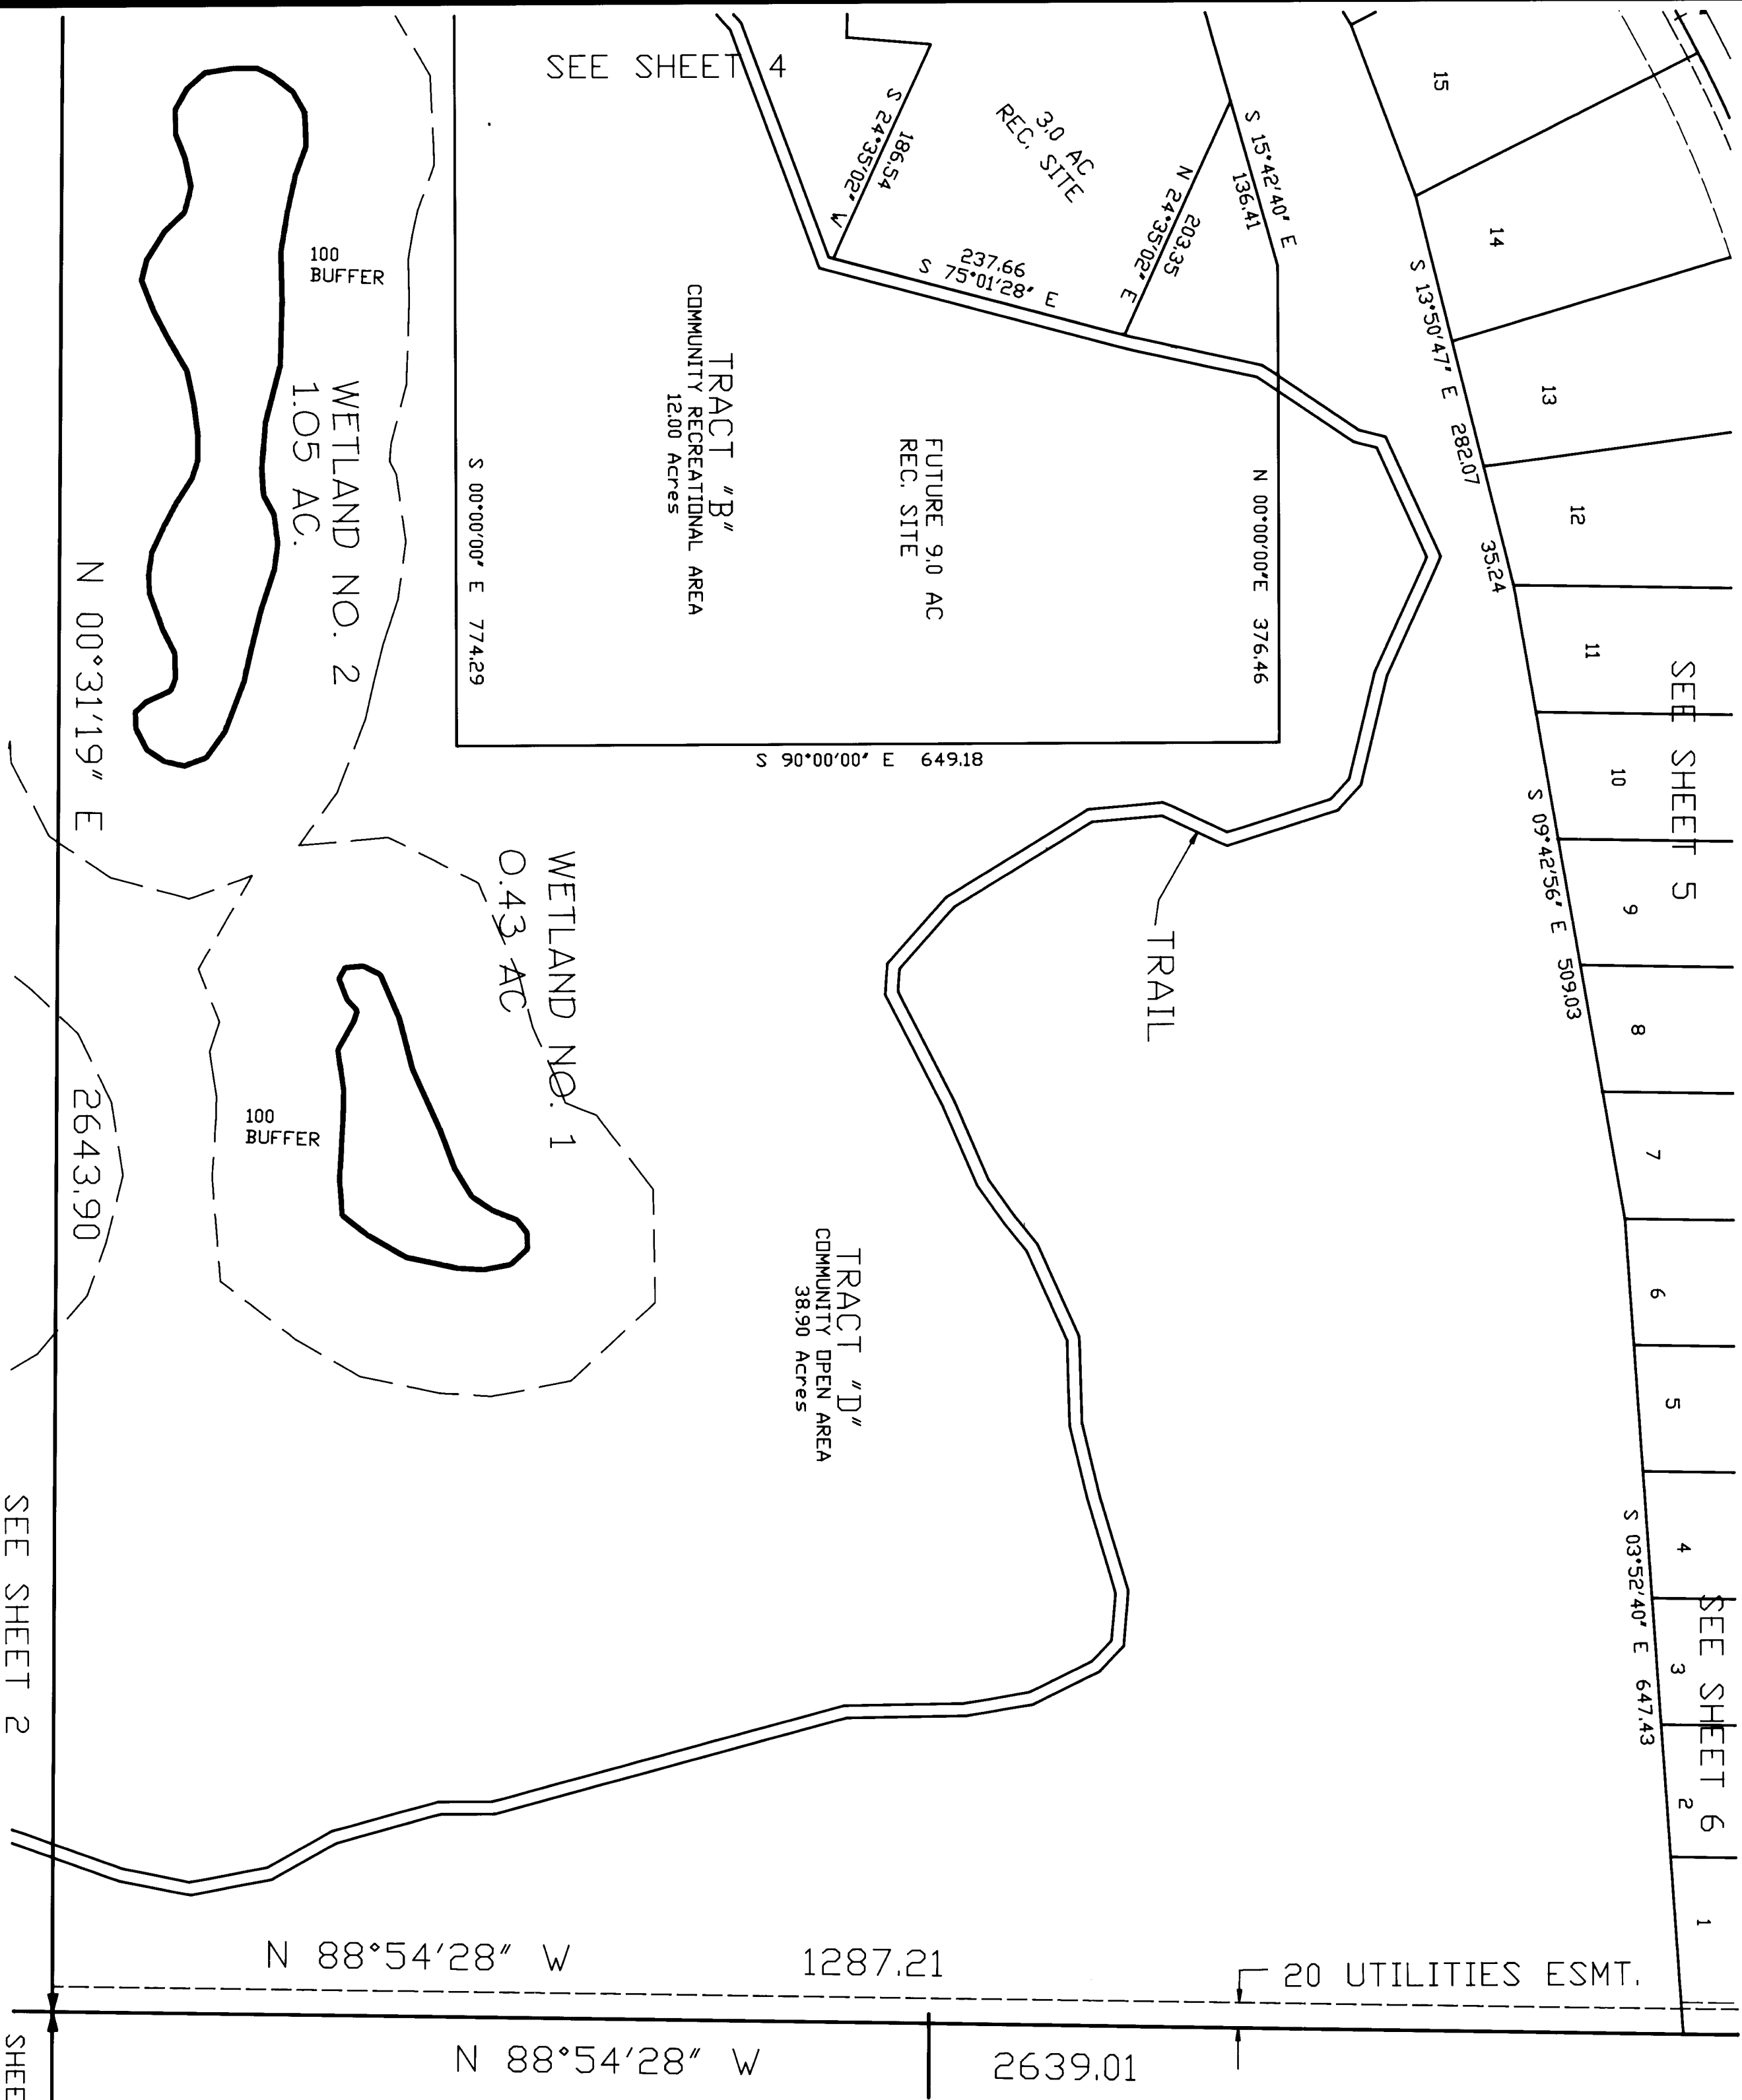 SEE SHEET 4
15
14
13
12
11
10
9
8
7
6
5
4
3
2
1
3.0 AC
REC. SITE
186.54
S 24°35'02" W
S 15°42'40" E
136.41
203.35
N 24°35'02" E
237.66
S 75°01'28" E
S 13°50'47" E 282.07
35.24
100
BUFFER
WETLAND NO. 2
1.05 AC.
TRACT "B"
COMMUNITY RECREATIONAL AREA
12.00 Acres
FUTURE 9.0 AC
REC. SITE
S 00°00'00" E 774.29
N 00°00'00"E 376.46
S 90°00'00" E 649.18
SEE SHEET 5
S 09°42'56" E 509.03
N 00°31'19" E
2643.90
WETLAND NO. 1
0.43 AC
100
BUFFER
TRAIL
TRACT "D"
COMMUNITY OPEN AREA
38.90 Acres
SEE SHEET 2
S 03°52'40" E 647.43
SEE SHEET 6
N 88°54'28" W 1287.21
20 UTILITIES ESMT.
N 88°54'28" W 2639.01